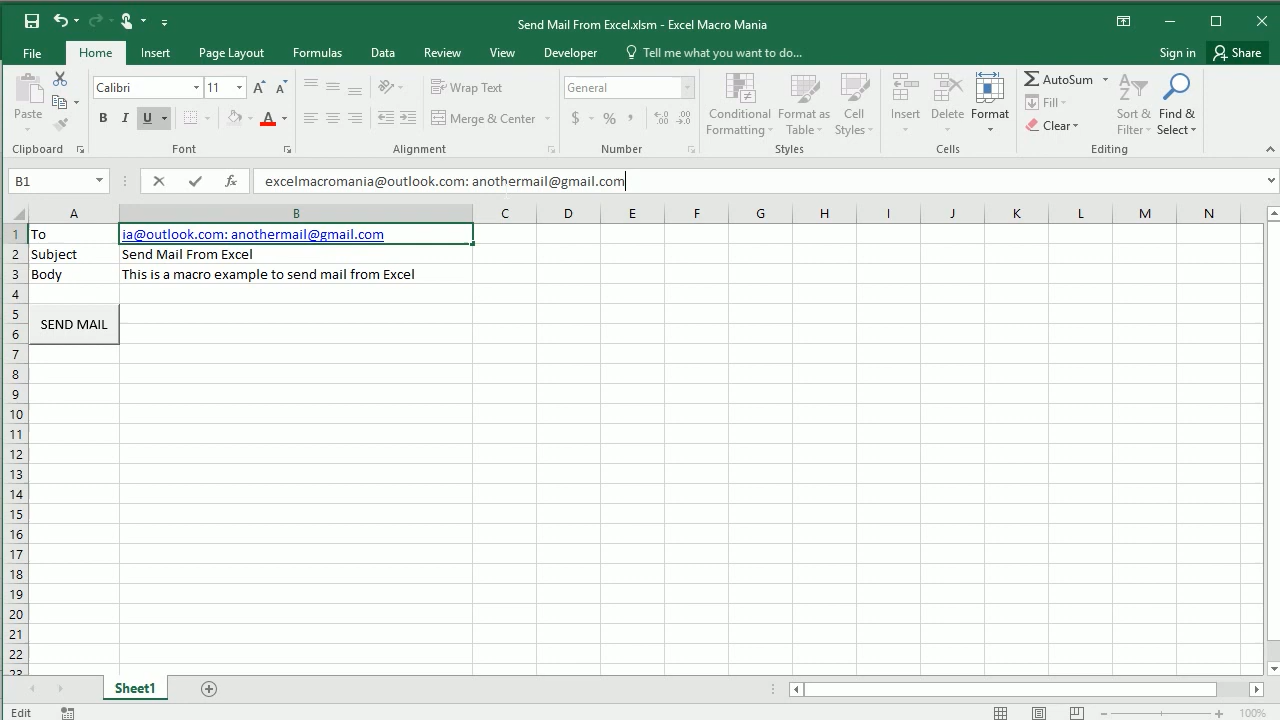 Send Mail From Excel.xlsm - Excel Macro Mania
File Home Insert Page Layout Formulas Data Review View Developer Tell me what you want to do... Sign in Share
Calibri 11 Wrap Text General AutoSum
Paste B I U A Merge & Center $ % , Conditional Formatting Format as Table Cell Styles Insert Delete Format Fill Clear Sort & Filter Find & Select
Clipboard Font Alignment Number Styles Cells Editing
B1 fx excelmacromania@outlook.com: anothermail@gmail.com
A B C D E F G H I J K L M N
1 To ia@outlook.com: anothermail@gmail.com
2 Subject Send Mail From Excel
3 Body This is a macro example to send mail from Excel
4
5
SEND MAIL
6
7
8
9
10
11
12
13
14
15
16
17
18
19
20
21
22
23
Sheet1
Edit 100%